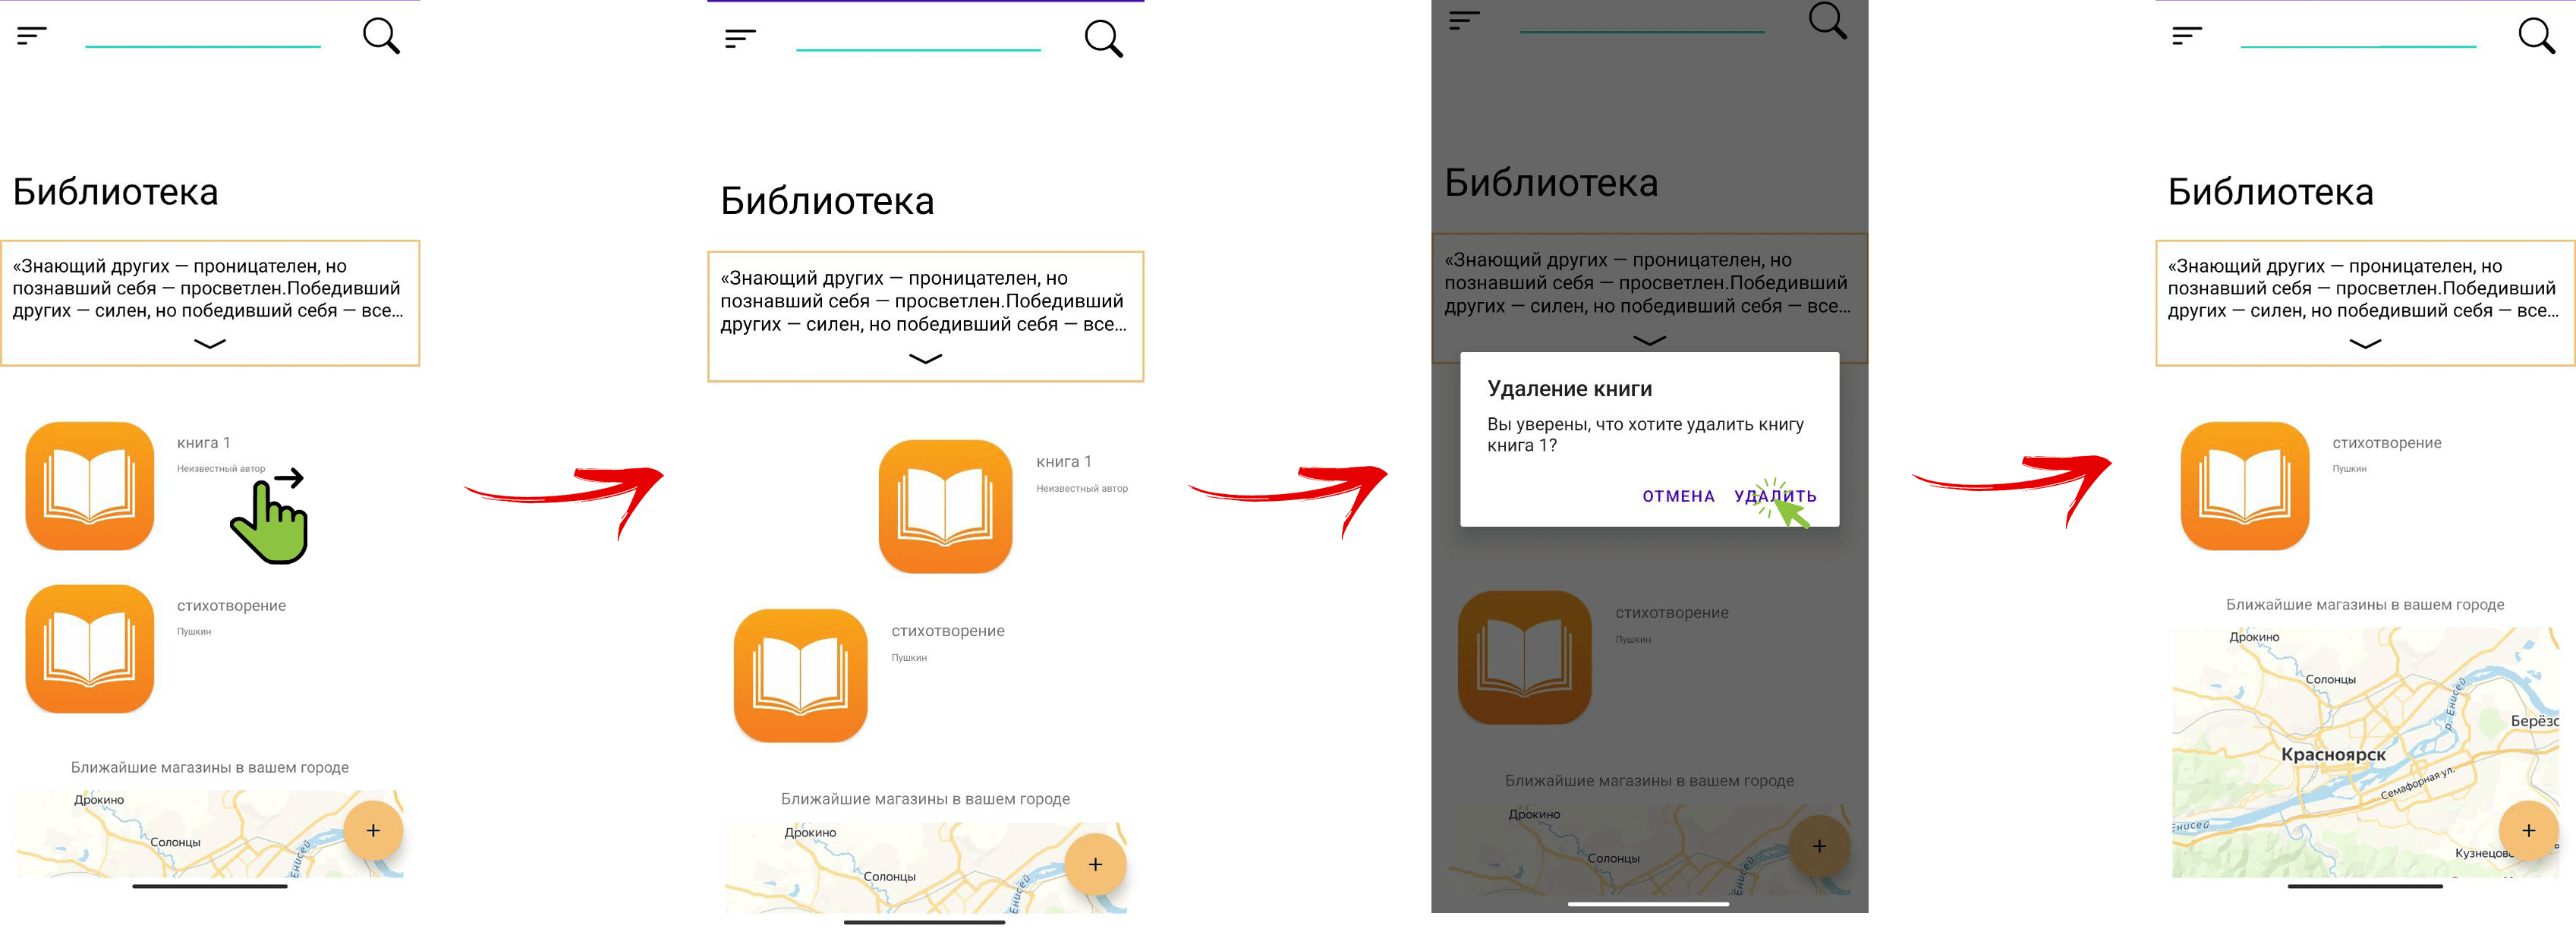 Библиотека
«Знающий других — проницателен, но
познавший себя — просветлен.Победивший
других — силен, но победивший себя — все...
книга 1
Неизвестный автор
стихотворение
Пушкин
Ближайшие магазины в вашем городе
Дрокино
Солонцы
Енисей
+
Библиотека
«Знающий других — проницателен, но
познавший себя — просветлен.Победивший
других — силен, но победивший себя — все...
книга 1
Неизвестный автор
стихотворение
Пушкин
Ближайшие магазины в вашем городе
Дрокино
Солонцы
Енисей
+
Библиотека
«Знающий других — проницателен, но
познавший себя — просветлен.Победивший
других — силен, но победивший себя — все...
Удаление книги
Вы уверены, что хотите удалить книгу
книга 1?
ОТМЕНА УДАЛИТЬ
стихотворение
Пушкин
Ближайшие магазины в вашем городе
Дрокино
Солонцы
Енисей
+
Библиотека
«Знающий других — проницателен, но
познавший себя — просветлен.Победивший
других — силен, но победивший себя — все...
стихотворение
Пушкин
Ближайшие магазины в вашем городе
Дрокино
Солонцы
р. Енисей
Берёзо
Красноярск
Семафорная ул.
Енисей
+
Кузнецово